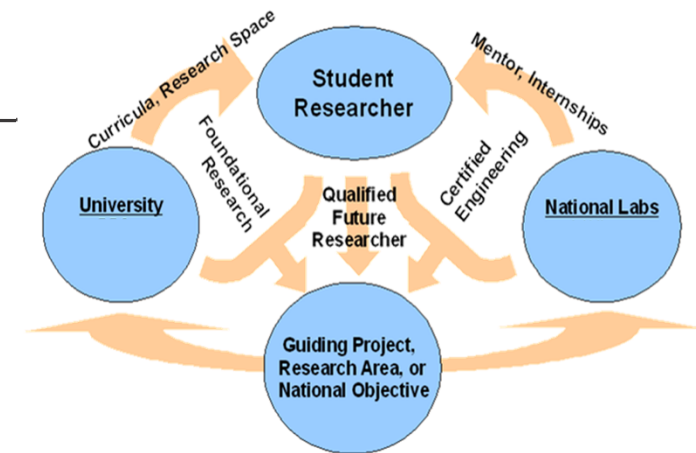 Curricula, Research Space
Student
Researcher
Mentor, Internships
Foundational
Research
Certified
Engineering
University
Qualified
Future
Researcher
National Labs
Guiding Project,
Research Area, or
National Objective